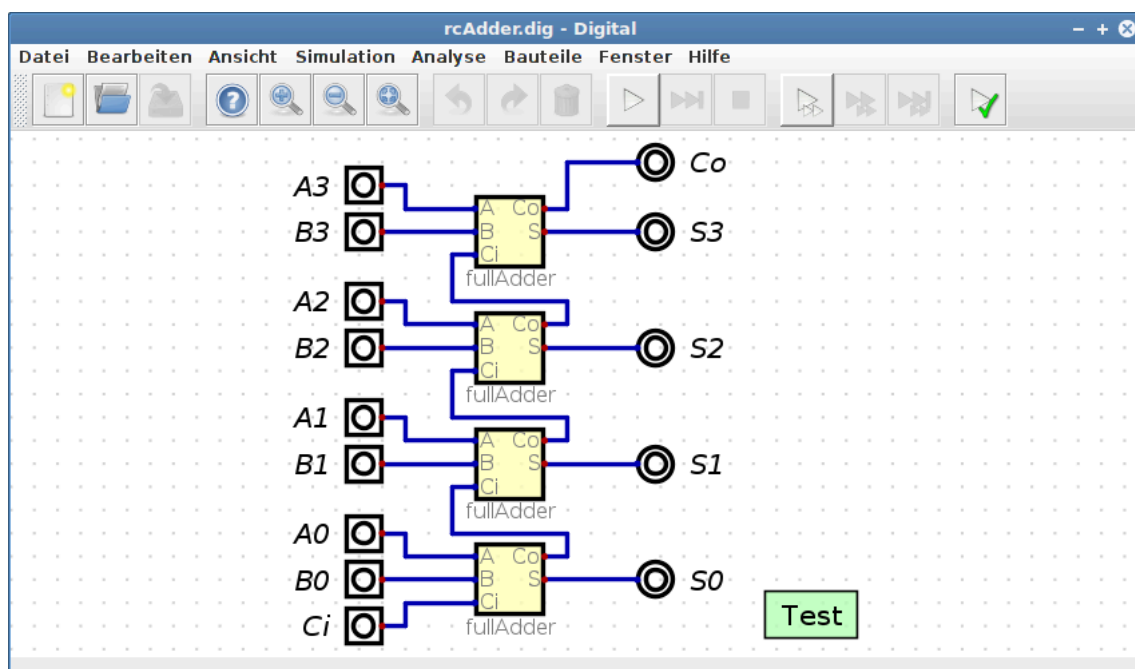 rcAdder.dig - Digital
Datei Bearbeiten Ansicht Simulation Analyse Bauteile Fenster Hilfe
Co
A3
A Co
B3
B S
S3
Ci
fullAdder
A2
A Co
B2
B S
S2
Ci
fullAdder
A1
A Co
B1
B S
S1
Ci
fullAdder
A0
A Co
B0
B S
S0
Ci
Ci
fullAdder
Test